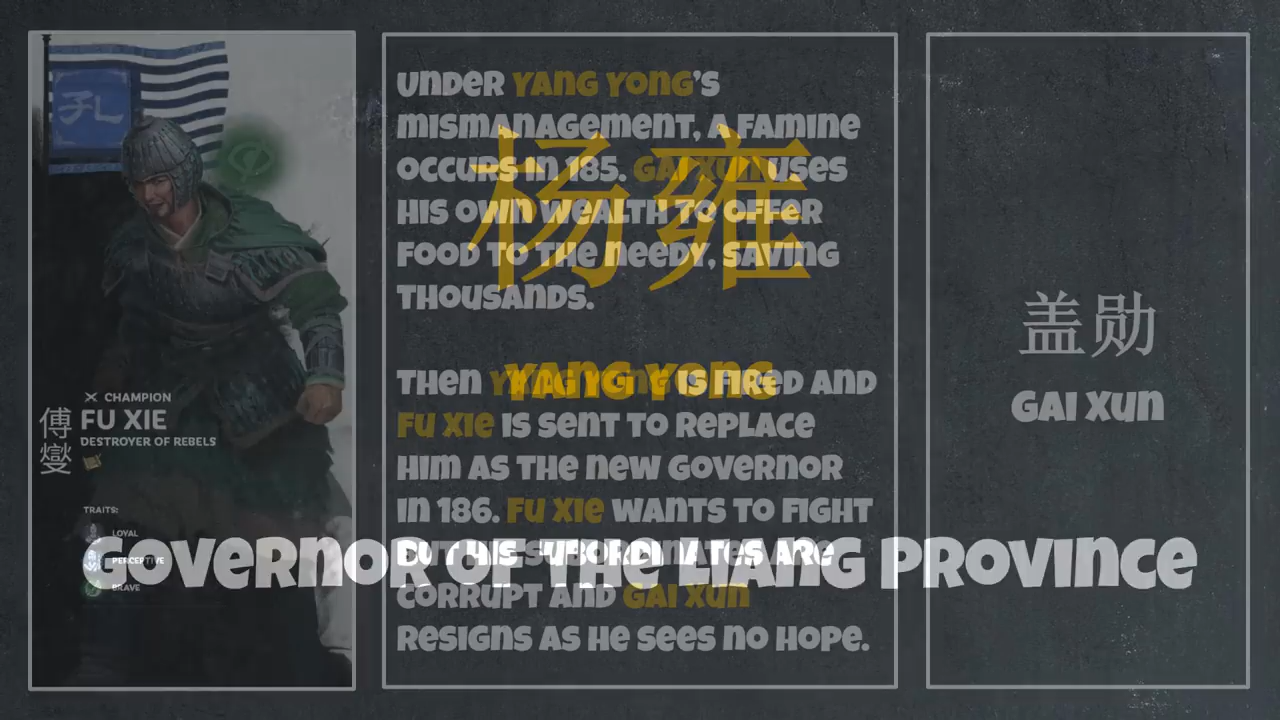 孔
CHAMPION
傅燮
FU XIE
DESTROYER OF REBELS
TRAITS:
LOYAL
PERCEPTIVE
BRAVE
UNDER YANG YONG'S
MISMANAGEMENT, A FAMINE
OCCURS IN 185. GAI XUN USES
HIS OWN WEALTH TO OFFER
FOOD TO THE NEEDY, SAVING
THOUSANDS.
THEN YANG YONG IS FIRED AND
FU XIE IS SENT TO REPLACE
HIM AS THE NEW GOVERNOR
IN 186. FU XIE WANTS TO FIGHT
BUT HIS SUBORDINATES ARE
CORRUPT AND GAI XUN
RESIGNS AS HE SEES NO HOPE.
杨雍
YANG YONG
GOVERNOR OF THE LIANG PROVINCE
盖勋
GAI XUN